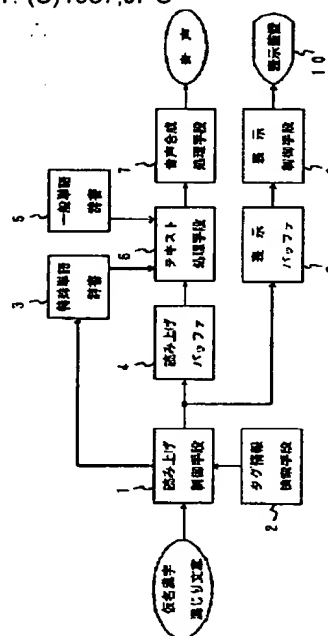 仮名漢字
混じり文章
1
読み上げ
制御手段
タグ情報
検索手段
2
3
特殊単語
辞書
4
読み上げ
バッファ
5
一般単語
辞書
6
テキスト
処理手段
7
音声合成
処理手段
音声
表示
バッファ
表示
制御手段
表示装置
10